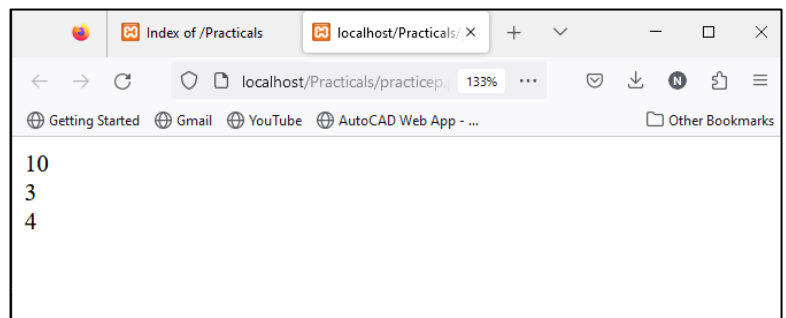 Index of /Practicals
localhost/Practicals/
localhost/Practicals/practicep. 133%
N
Getting Started Gmail YouTube AutoCAD Web App - ... Other Bookmarks
10
3
4